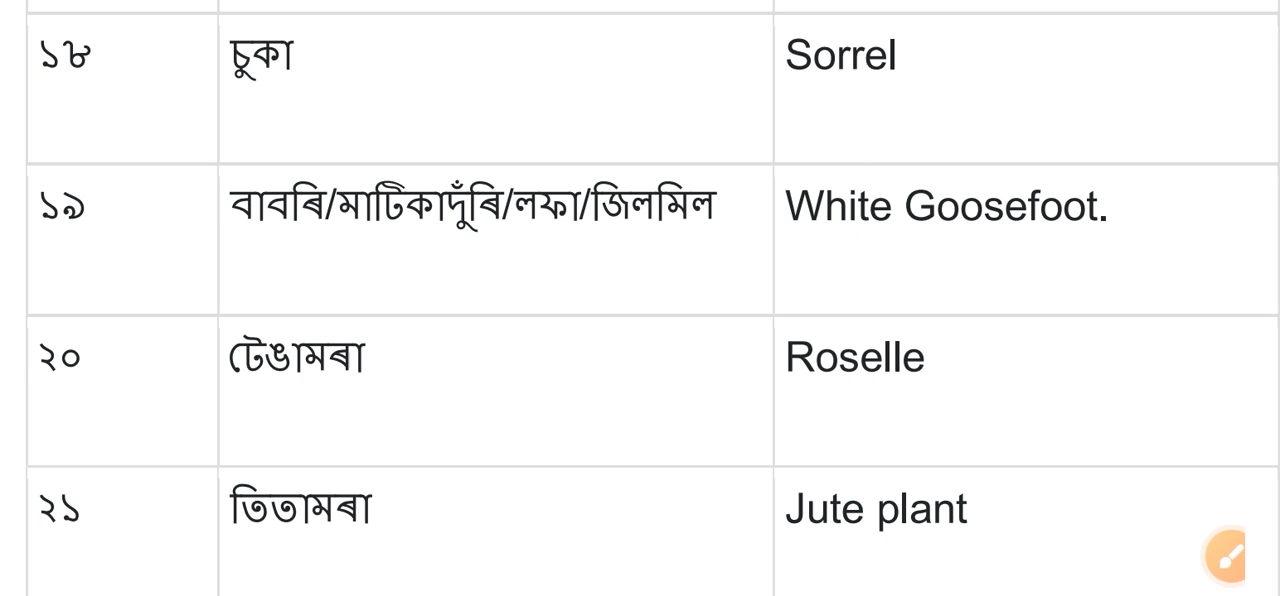 ১৮ চুকা Sorrel
১৯ বাবৰি/মাটিকাদুঁৰি/লফা/জিলমিল White Goosefoot.
২০ টেঙামৰা Roselle
২১ তিতামৰা Jute plant